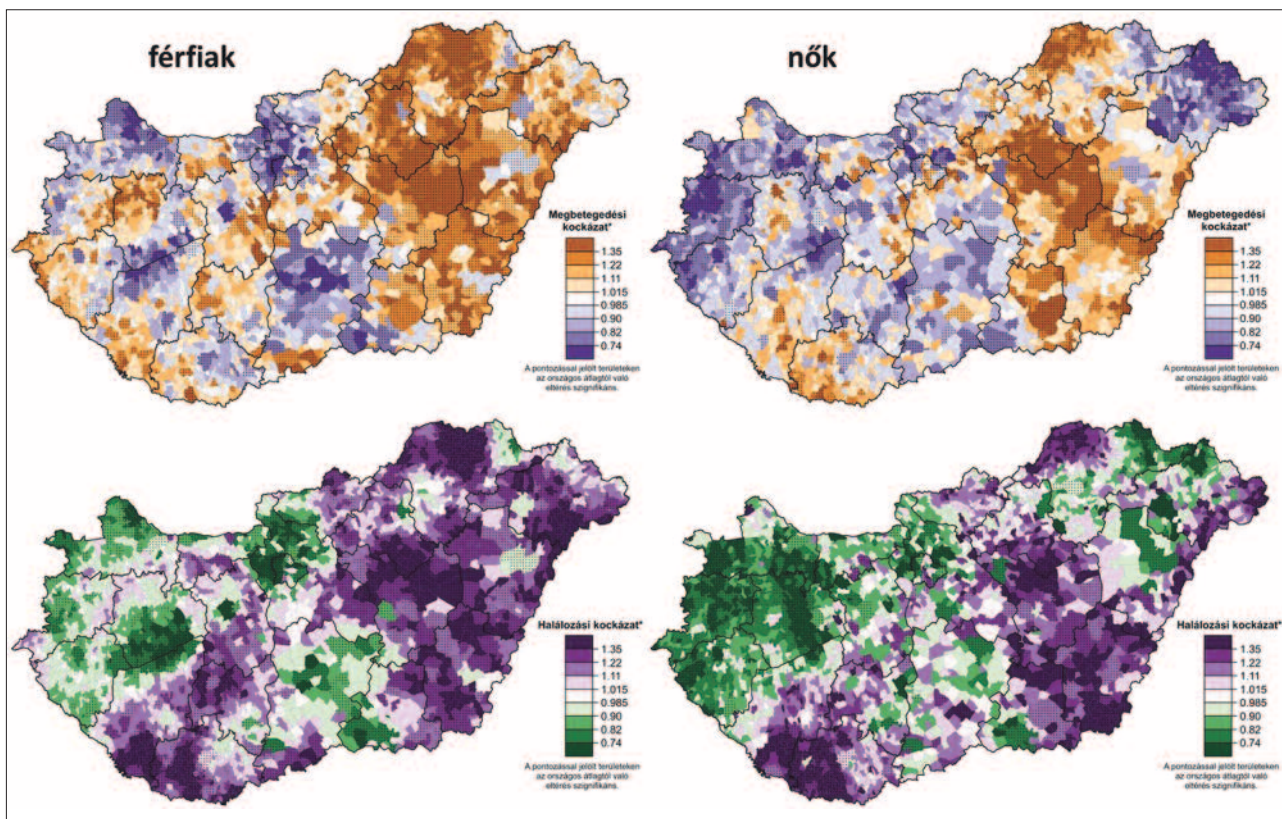 férfiak
nők
Megbetegedési
kockázat*
1.35
1.22
1.11
1.015
0.985
0.90
0.82
0.74
A pontozással jelölt területeken
az országos átlagtól való
eltérés szignifikáns.
Megbetegedési
kockázat*
1.35
1.22
1.11
1.015
0.985
0.90
0.82
0.74
A pontozással jelölt területeken
az országos átlagtól való
eltérés szignifikáns.
Halálozási kockázat*
1.35
1.22
1.11
1.015
0.985
0.90
0.82
0.74
A pontozással jelölt területeken
az országos átlagtól való
eltérés szignifikáns.
Halálozási kockázat*
1.35
1.22
1.11
1.015
0.985
0.90
0.82
0.74
A pontozással jelölt területeken
az országos átlagtól való
eltérés szignifikáns.